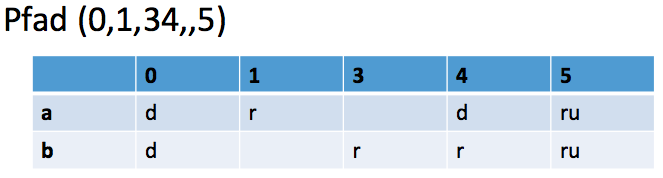 Pfad (0,1,34,,5)
0 1 3 4 5
a d r d ru
b d r r ru